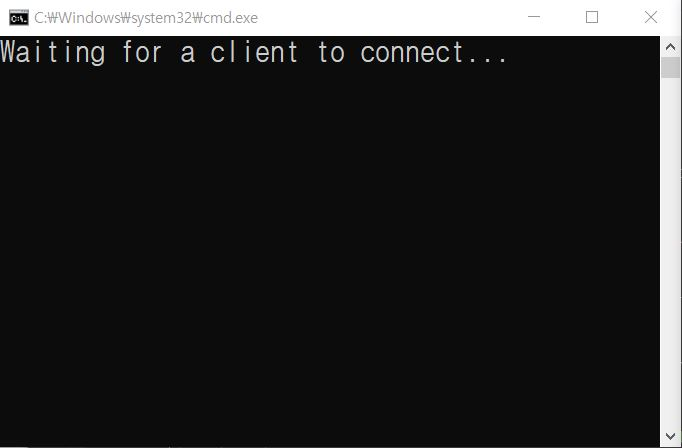 C:₩Windows₩system32₩cmd.exe
Waiting for a client to connect...